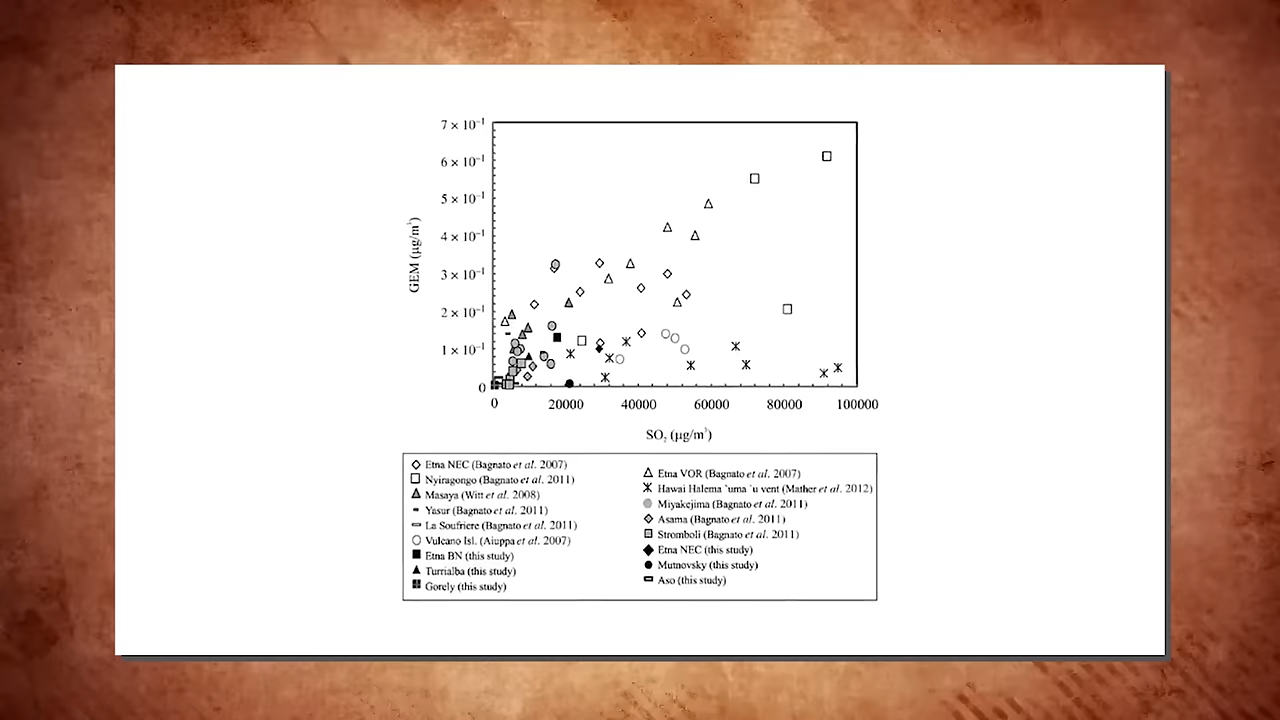 7 × 10⁻¹
6 × 10⁻¹
5 × 10⁻¹
4 × 10⁻¹
3 × 10⁻¹
2 × 10⁻¹
1 × 10⁻¹
0
GEM (μg/m³)
0 20000 40000 60000 80000 100000
SO₂ (μg/m³)
Etna NEC (Bagnato et al. 2007)
Nyiragongo (Bagnato et al. 2011)
Masaya (Witt et al. 2008)
Yasur (Bagnato et al. 2011)
La Soufriere (Bagnato et al. 2011)
Vulcano Isl. (Aiuppa et al. 2007)
Etna BN (this study)
Turrialba (this study)
Gorely (this study)
Etna VOR (Bagnato et al. 2007)
Hawai Halema `uma `u vent (Mather et al. 2012)
Miyakejima (Bagnato et al. 2011)
Asama (Bagnato et al. 2011)
Stromboli (Bagnato et al. 2011)
Etna NEC (this study)
Mutnovsky (this study)
Aso (this study)